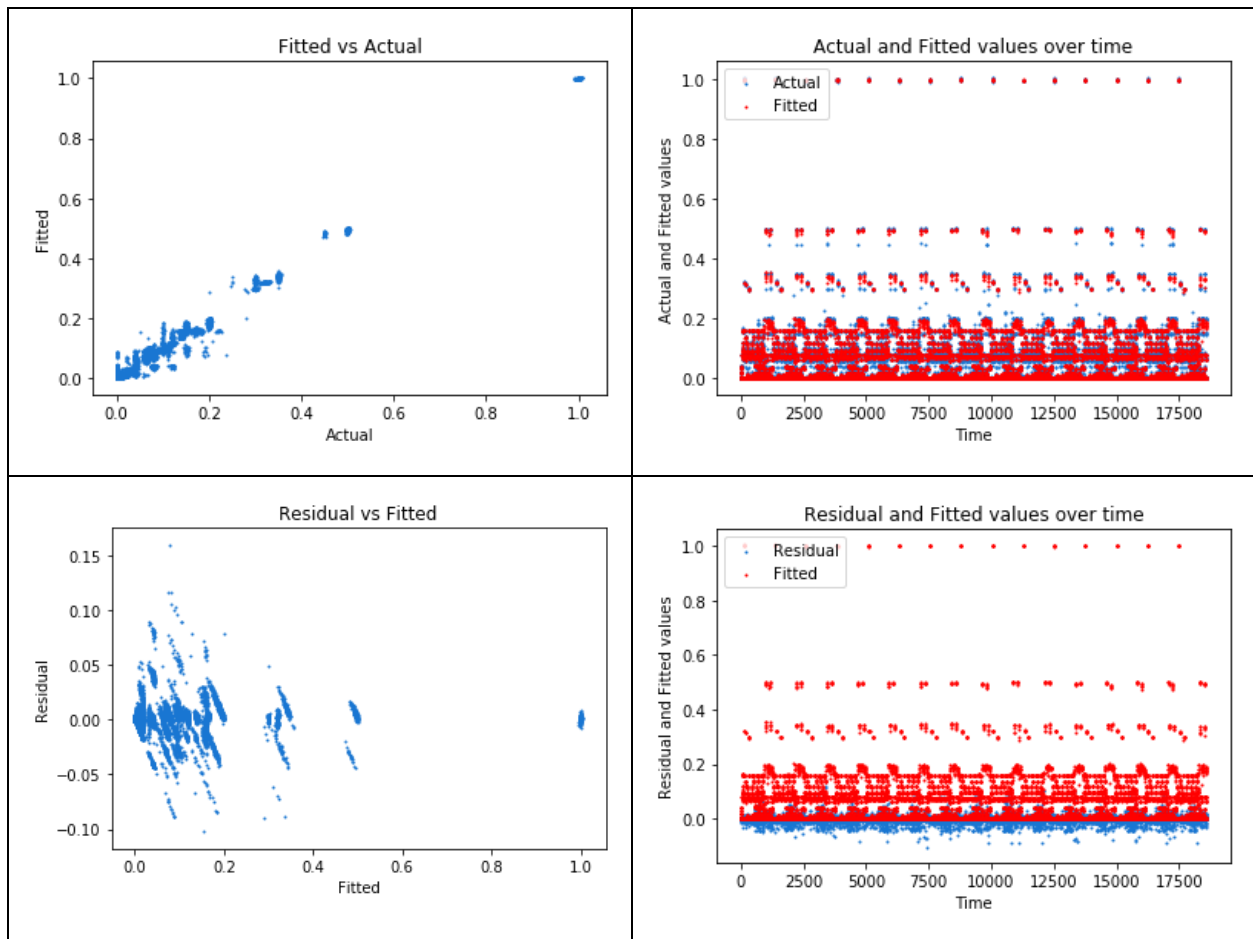 Fitted vs Actual
1.0
0.8
0.6
0.4
0.2
0.0
Fitted
0.0 0.2 0.4 0.6 0.8 1.0
Actual
Actual and Fitted values over time
Actual
Fitted
1.0
0.8
0.6
0.4
0.2
0.0
Actual and Fitted values
0 2500 5000 7500 10000 12500 15000 17500
Time
Residual vs Fitted
0.15
0.10
0.05
0.00
−0.05
−0.10
Residual
0.0 0.2 0.4 0.6 0.8 1.0
Fitted
Residual and Fitted values over time
Residual
Fitted
1.0
0.8
0.6
0.4
0.2
0.0
Residual and Fitted values
0 2500 5000 7500 10000 12500 15000 17500
Time